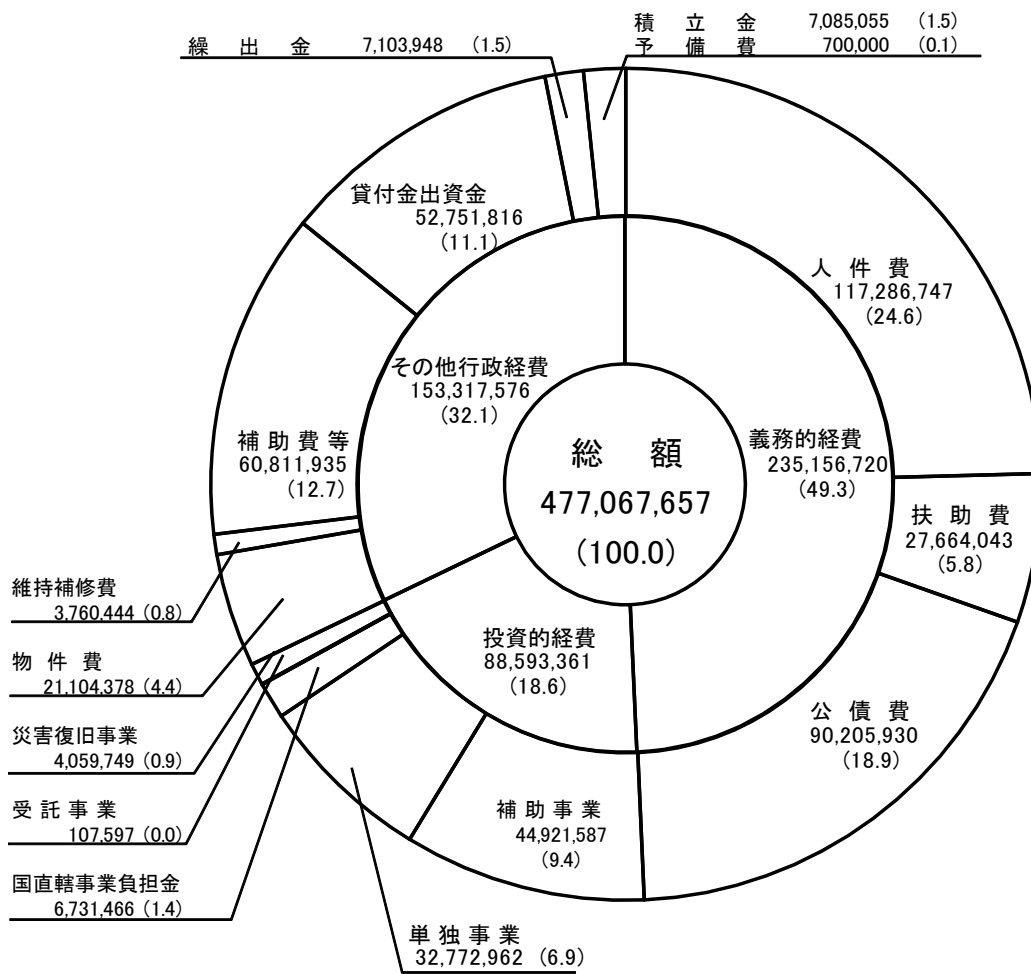 積 立 金 7,085,055 (1.5)
予 備 費 700,000 (0.1)
繰 出 金 7,103,948 (1.5)
貸付金出資金
52,751,816
(11.1)
人 件 費
117,286,747
(24.6)
その他行政経費
153,317,576
(32.1)
補 助 費 等
60,811,935
(12.7)
総 額
477,067,657
(100.0)
義務的経費
235,156,720
(49.3)
扶 助 費
27,664,043
(5.8)
維持補修費
3,760,444 (0.8)
投資的経費
88,593,361
(18.6)
物 件 費
21,104,378 (4.4)
公 債 費
90,205,930
(18.9)
災害復旧事業
4,059,749 (0.9)
受 託 事 業
107,597 (0.0)
補 助 事 業
44,921,587
(9.4)
国直轄事業負担金
6,731,466 (1.4)
単 独 事 業
32,772,962 (6.9)